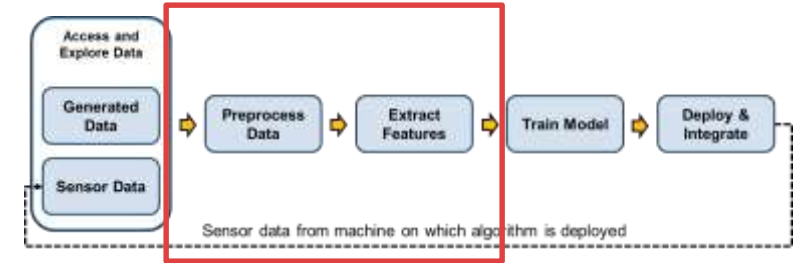 Access and
Explore Data
Generated
Data
Sensor Data
Preprocess
Data
Extract
Features
Train Model
Deploy &
Integrate
Sensor data from machine on which algorithm is deployed